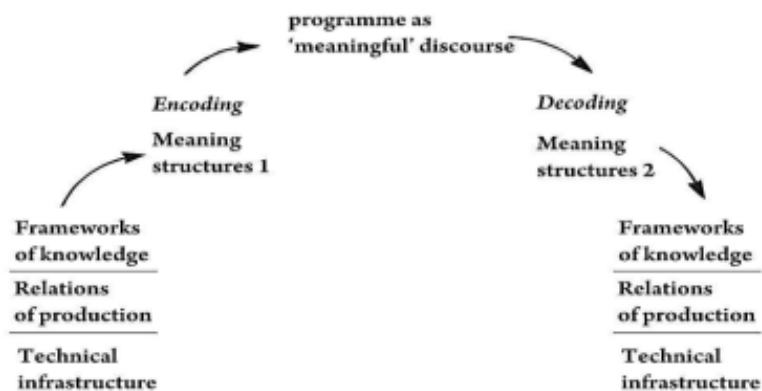 programme as
‘meaningful’ discourse
Encoding
Meaning
structures 1
Decoding
Meaning
structures 2
Frameworks
of knowledge
Relations
of production
Technical
infrastructure
Frameworks
of knowledge
Relations
of production
Technical
infrastructure